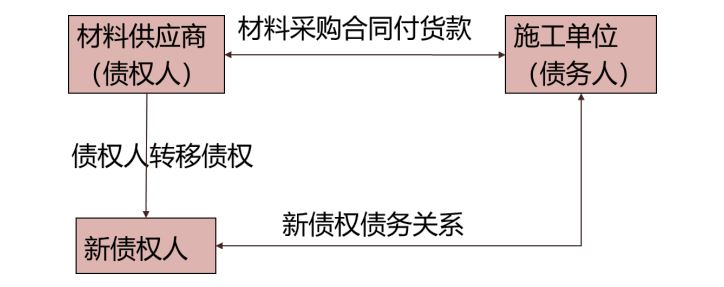 材料供应商
（债权人）
材料采购合同付货款
施工单位
（债务人）
债权人转移债权
新债权人
新债权债务关系